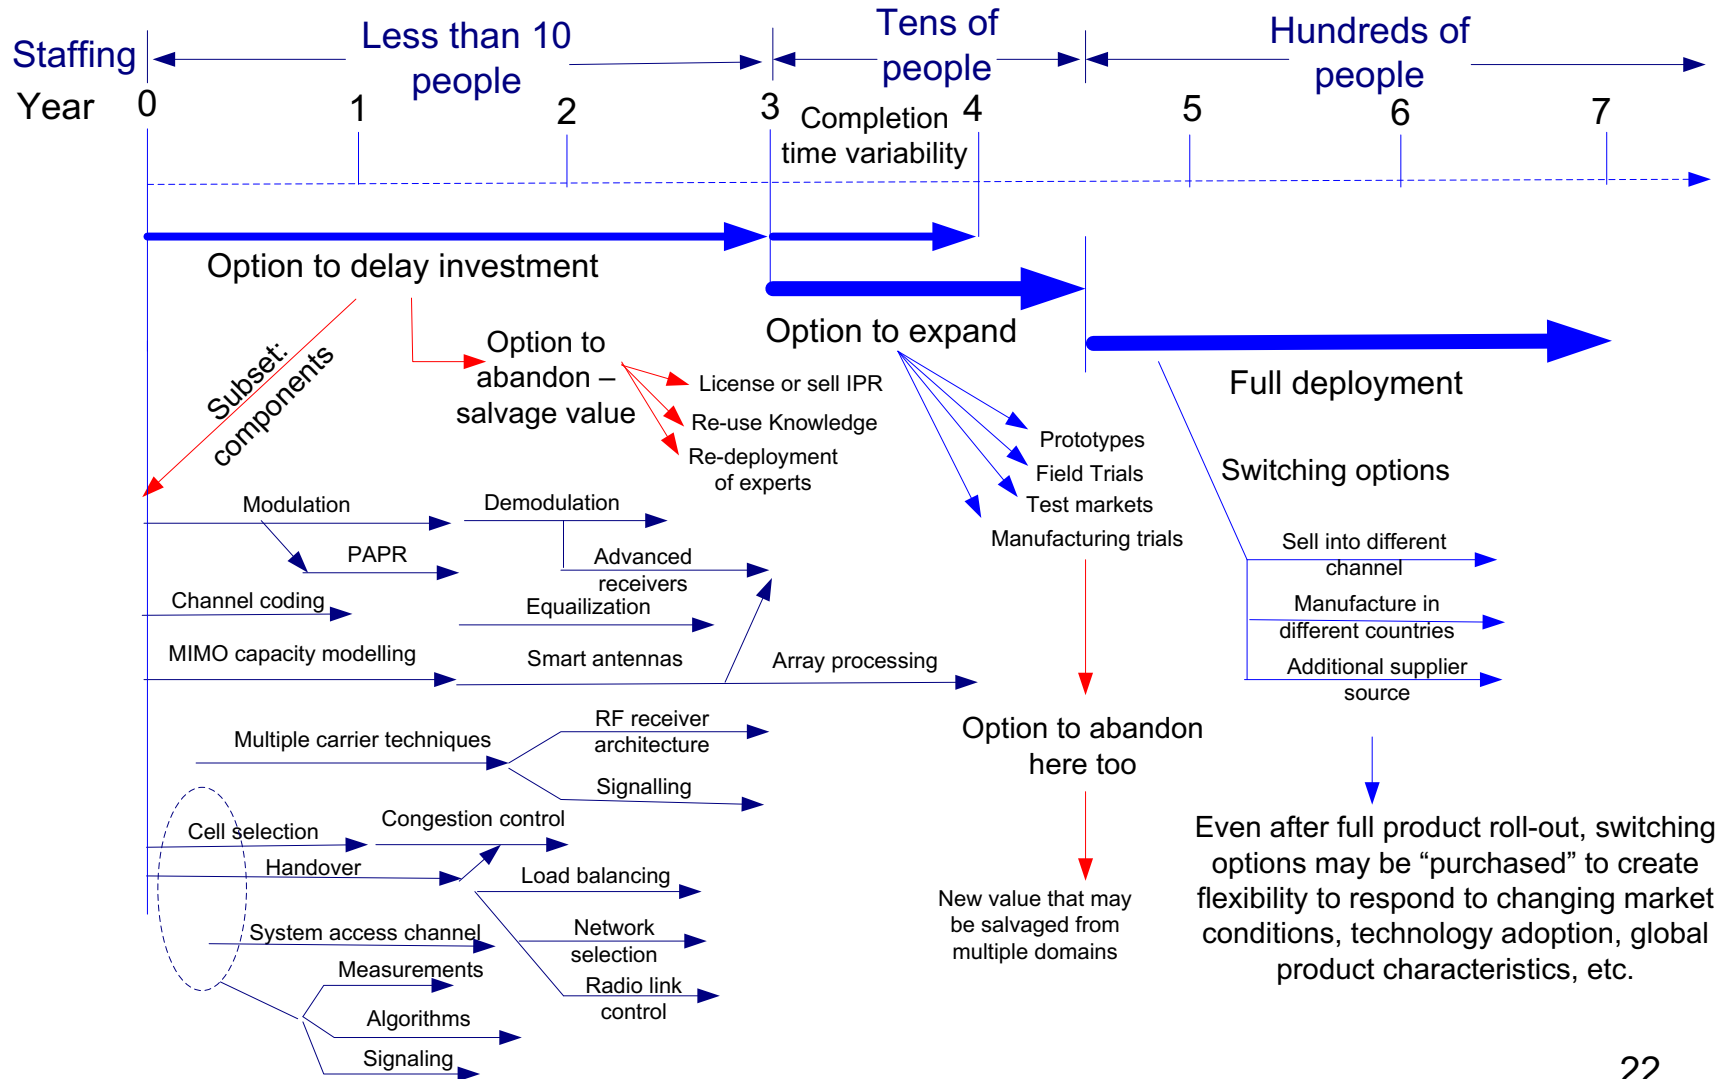 Staffing
Less than 10
people
Tens of
people
Hundreds of
people
Year
0
1
2
3
4
5
6
7
Completion
time variability
Option to delay investment
Subset:
components
Option to
abandon –
salvage value
License or sell IPR
Re-use Knowledge
Re-deployment
of experts
Option to expand
Prototypes
Field Trials
Test markets
Manufacturing trials
Full deployment
Switching options
Sell into different
channel
Manufacture in
different countries
Additional supplier
source
Modulation
Demodulation
PAPR
Advanced
receivers
Channel coding
Equailization
MIMO capacity modelling
Smart antennas
Array processing
Multiple carrier techniques
RF receiver
architecture
Signalling
Cell selection
Congestion control
Handover
Load balancing
System access channel
Network
selection
Measurements
Radio link
control
Algorithms
Signaling
Option to abandon
here too
New value that may
be salvaged from
multiple domains
Even after full product roll-out, switching
options may be “purchased” to create
flexibility to respond to changing market
conditions, technology adoption, global
product characteristics, etc.
22